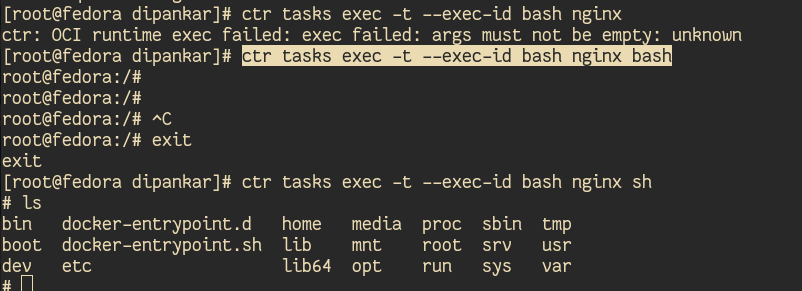 [root@fedora dipankar]# ctr tasks exec -t --exec-id bash nginx
ctr: OCI runtime exec failed: exec failed: args must not be empty: unknown
[root@fedora dipankar]# ctr tasks exec -t --exec-id bash nginx bash
root@fedora:/#
root@fedora:/#
root@fedora:/# ^C
root@fedora:/# exit
exit
[root@fedora dipankar]# ctr tasks exec -t --exec-id bash nginx sh
# ls
bin   docker-entrypoint.d   home   media  proc  sbin  tmp
boot  docker-entrypoint.sh  lib    mnt    root  srv   usr
dev   etc                   lib64  opt    run   sys   var
#